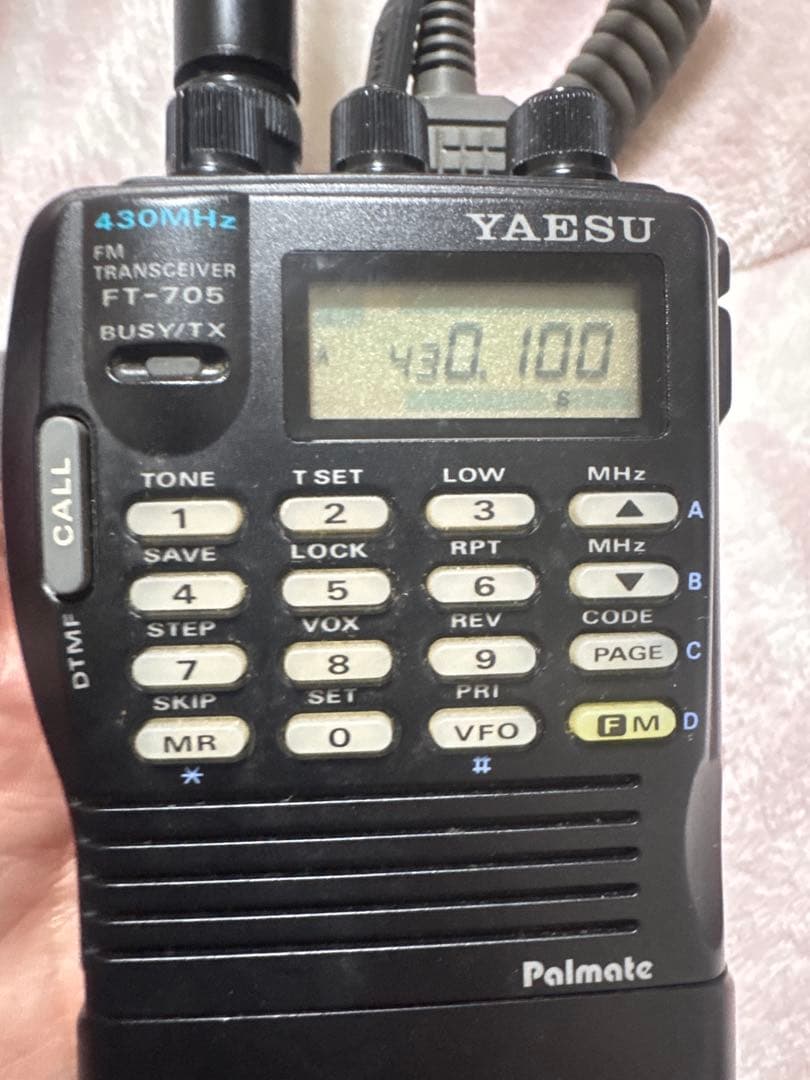 430MHz
FM
TRANSCEIVER
FT-705
BUSY/TX
YAESU
430.100
6
CALL
DTMF
TONE T SET LOW MHz
1 2 3 ▲ A
SAVE LOCK RPT MHz
4 5 6 ▼ B
STEP VOX REV CODE
7 8 9 PAGE C
SKIP SET PRI
MR 0 VFO F M D
* #
Palmate